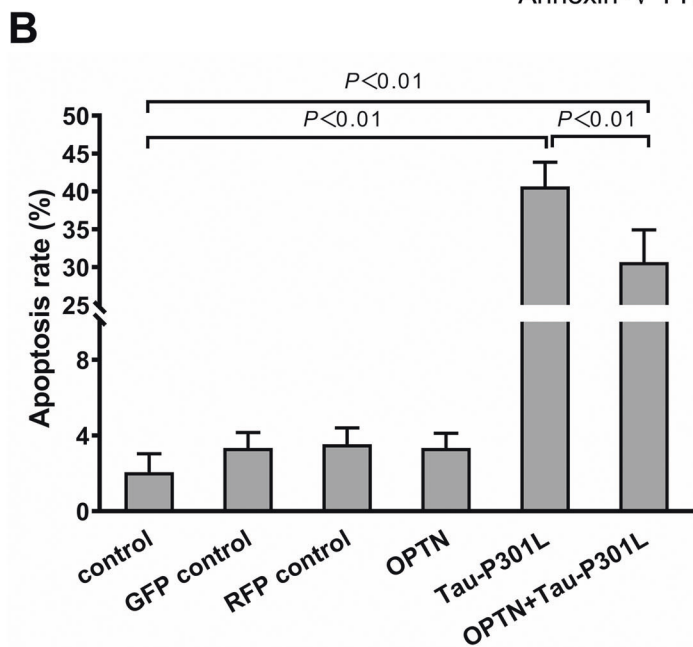 B
P<0.01
P<0.01
P<0.01
Apoptosis rate (%)
50
45
40
35
30
25
8
4
0
control
GFP control
RFP control
OPTN
Tau-P301L
OPTN+Tau-P301L